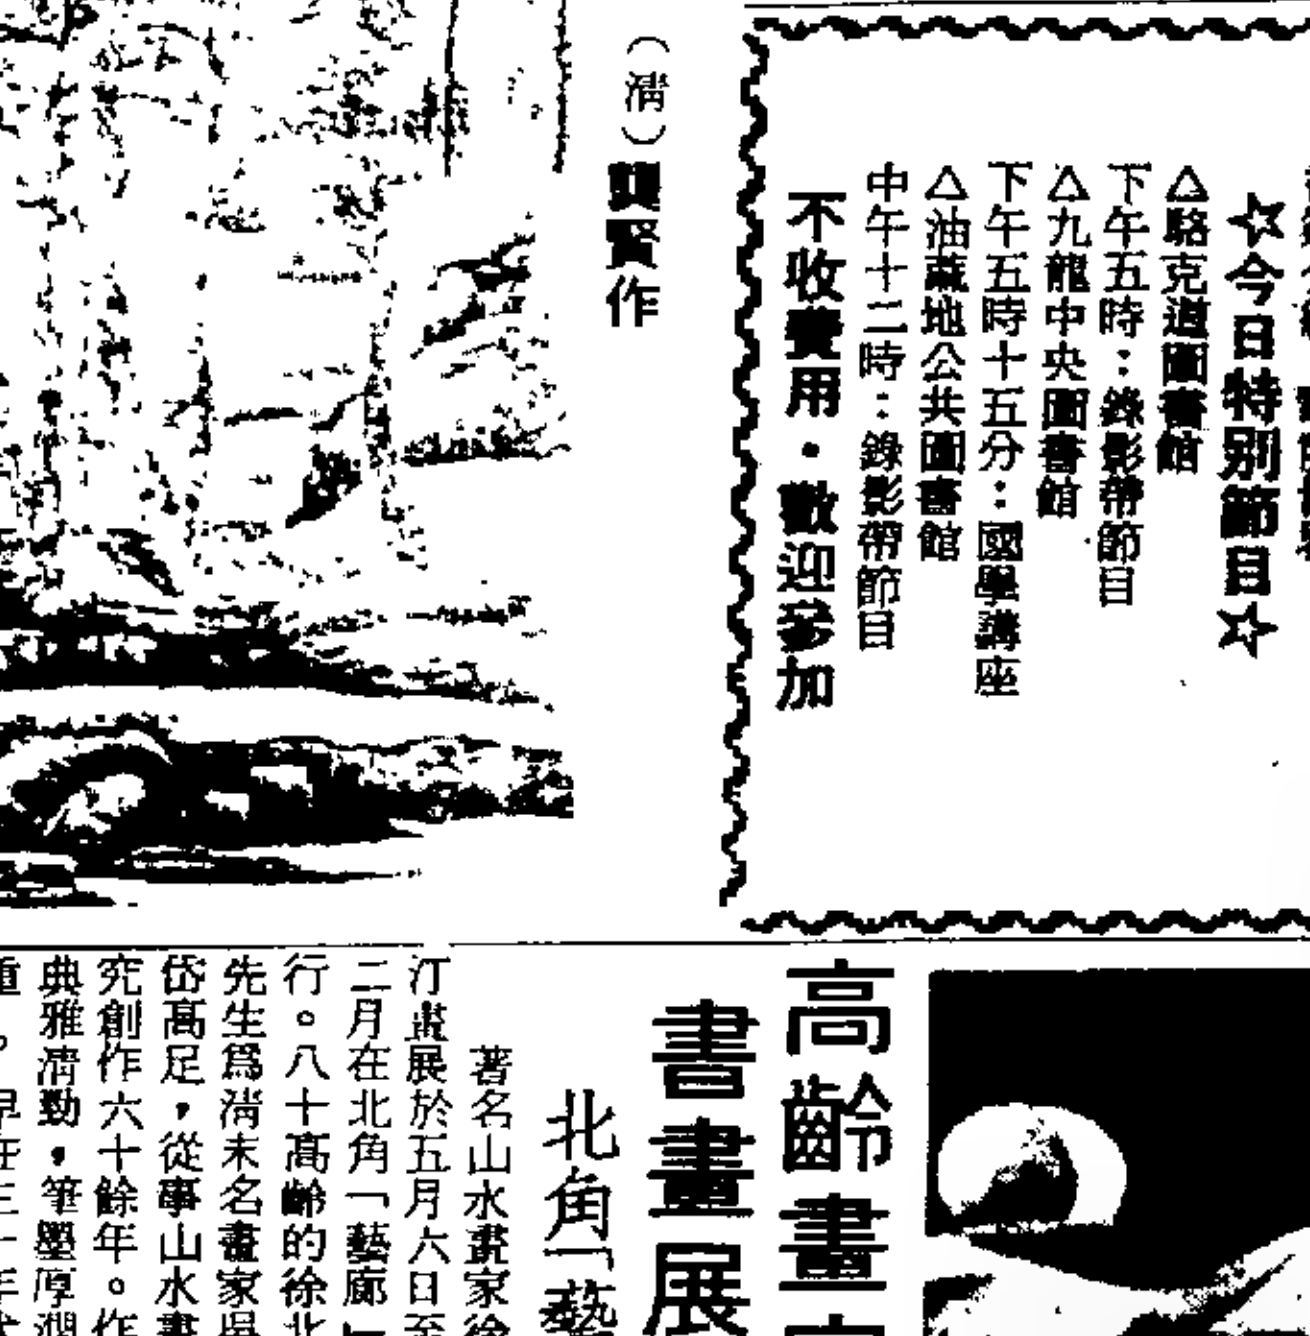 ☆今日特別節目☆
△駱克道圖書館
下午五時：錄影帶節目
△九龍中央圖書館
下午五時十五分：國學講座
△油蔴地公共圖書館
中午十二時：錄影帶節目
不收費用・歡迎參加
（清）龔賢作
高齡畫家
書畫展
北角「藝
著名山水畫家徐
汀畫展於五月六日至
二月在北角「藝廊」
行。八十高齡的徐北
先生爲清末名畫家吳
岱高足，從事山水畫
究創作六十餘年。作
典雅清勁，筆墨厚潤